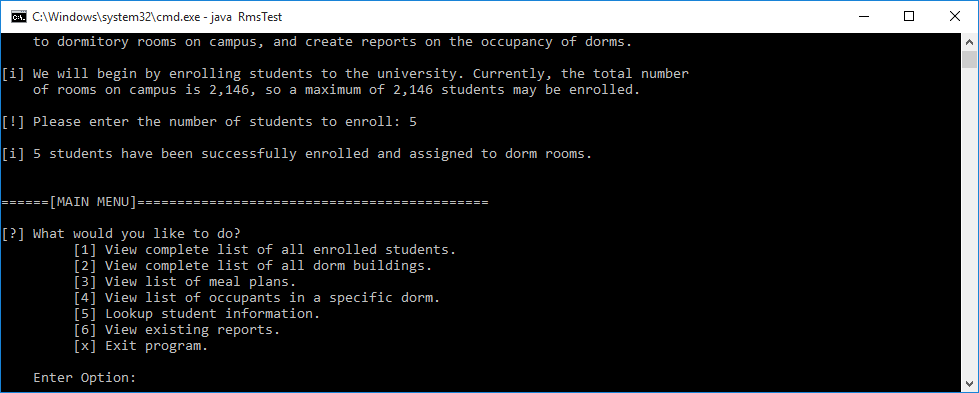 C:\Windows\system32\cmd.exe - java  RmsTest
to dormitory rooms on campus, and create reports on the occupancy of dorms.
[i] We will begin by enrolling students to the university. Currently, the total number
of rooms on campus is 2,146, so a maximum of 2,146 students may be enrolled.
[!] Please enter the number of students to enroll: 5
[i] 5 students have been successfully enrolled and assigned to dorm rooms.
======[MAIN MENU]============================================
[?] What would you like to do?
[1] View complete list of all enrolled students.
[2] View complete list of all dorm buildings.
[3] View list of meal plans.
[4] View list of occupants in a specific dorm.
[5] Lookup student information.
[6] View existing reports.
[x] Exit program.
Enter Option: